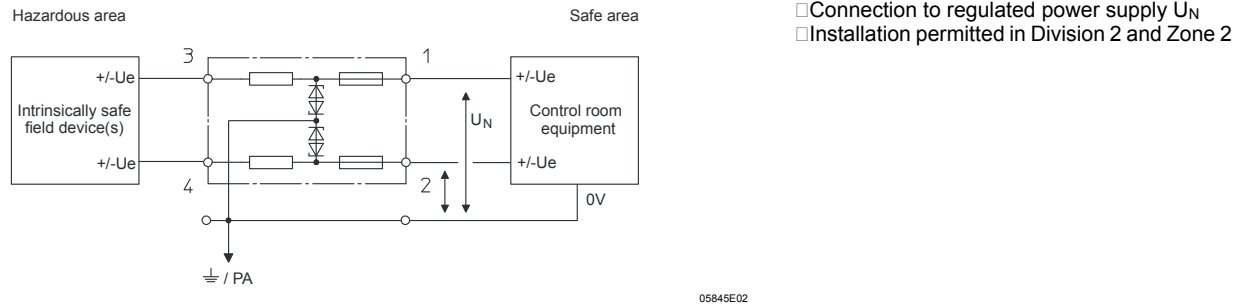 Hazardous area
Safe area
□Connection to regulated power supply UN
□Installation permitted in Division 2 and Zone 2
3
1
+/-Ue
+/-Ue
Intrinsically safe
field device(s)
UN
Control room
equipment
+/-Ue
+/-Ue
4
2
0V
/ PA
05845E02